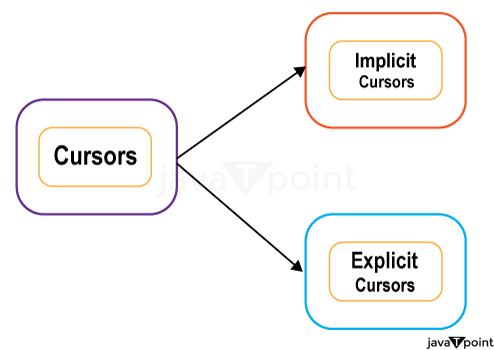 Cursors
Implicit
Cursors
Explicit
Cursors
javaTpoint
javaTpoint